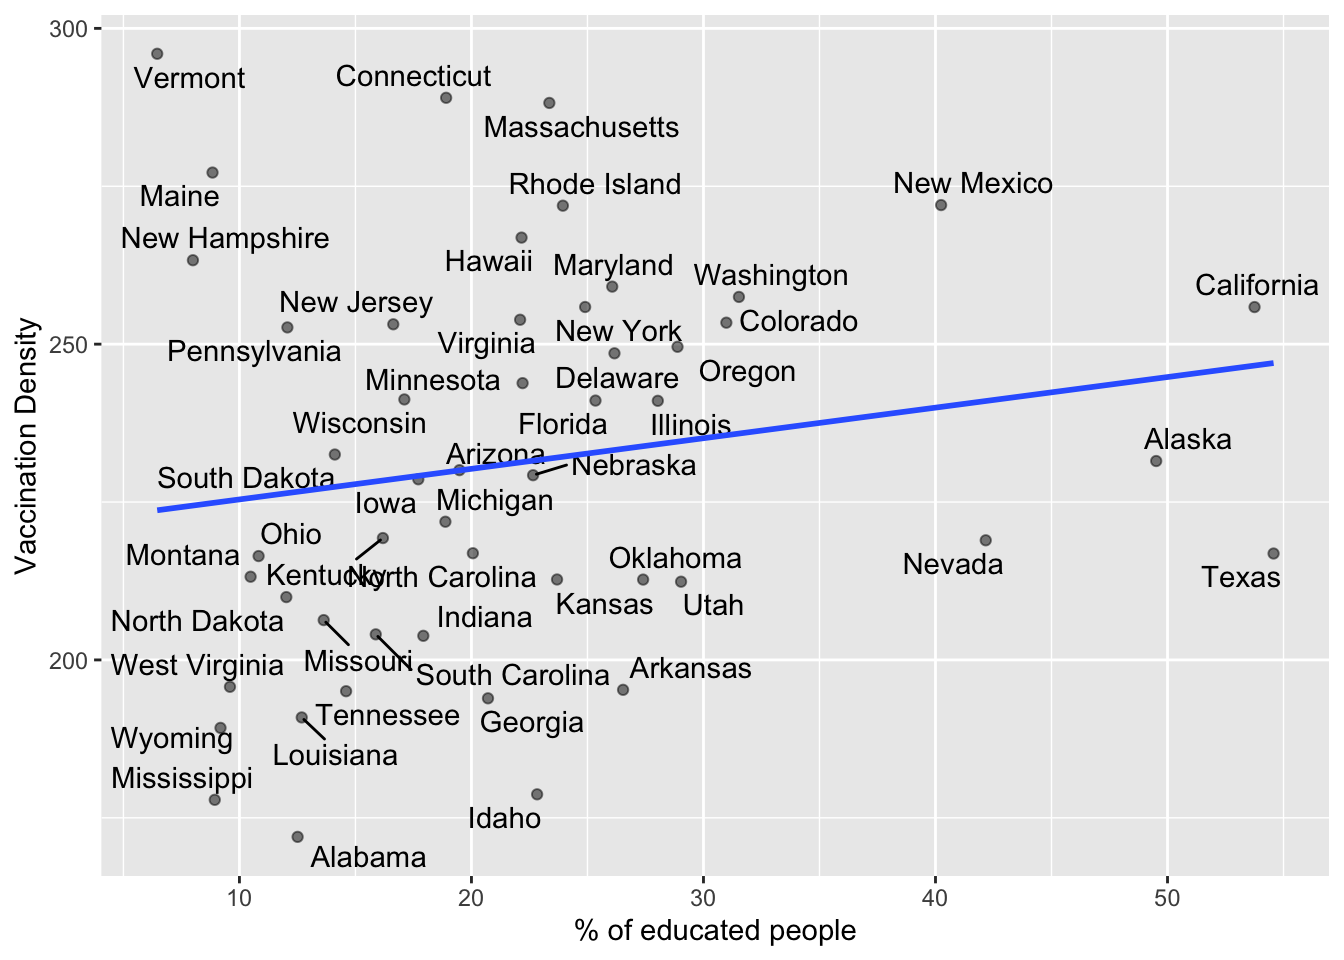 300
Vermont
Connecticut
Massachusetts
Maine
Rhode Island
New Mexico
New Hampshire
Hawaii
Maryland
Washington
California
New Jersey
Colorado
Pennsylvania
Virginia
New York
250
Oregon
Minnesota
Delaware
Wisconsin
Florida
Illinois
Alaska
Arizona
Nebraska
South Dakota
Iowa
Michigan
Vaccination Density
Ohio
Montana
Oklahoma
Nevada
Kentucky
North Carolina
Texas
Kansas
Utah
North Dakota
Indiana
West Virginia
Missouri
200
South Carolina
Arkansas
Tennessee
Georgia
Wyoming
Louisiana
Mississippi
Idaho
Alabama
10
20
30
40
50
% of educated people